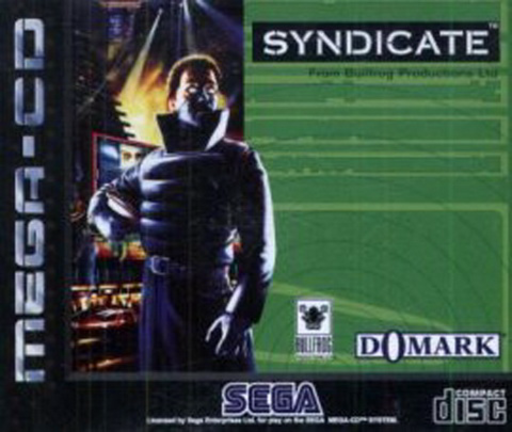 MEGA-CD
SYNDICATE™
From Bullfrog Productions Ltd
BULLFROG
DOMARK
SEGA
COMPACT
disc
Licensed by Sega Enterprises Ltd. for play on the SEGA MEGA-CD™ SYSTEM.